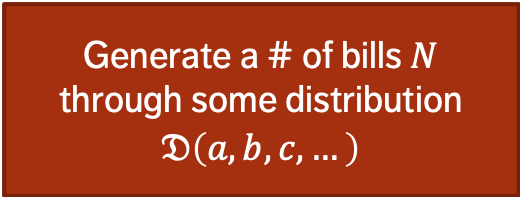 Generate a # of bills 𝑁
through some distribution
𝔇(𝑎, 𝑏, 𝑐, … )